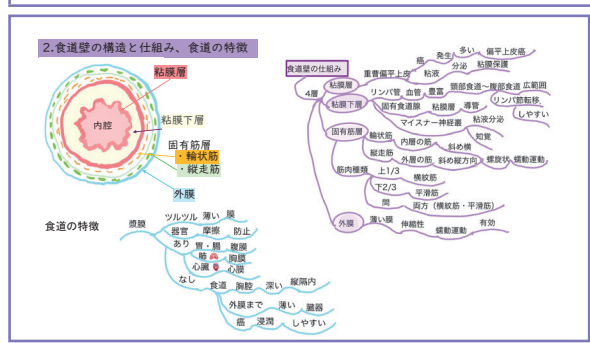 2.食道壁の構造と仕組み、食道の特徴
粘膜層
内腔
粘膜下層
固有筋層
・輪状筋
・縦走筋
外膜
食道壁の仕組み
4層
粘膜層
重曹偏平上皮
癌
発生
多い
偏平上皮癌
粘液
分泌
粘膜保護
粘膜下層
リンパ管
血管
豊富
頸部食道~腹部食道
広範囲
リンパ節転移
しやすい
固有食道腺
粘膜層
導管
粘液分泌
マイスナー神経叢
知覚
固有筋層
輪状筋
内層の筋
斜め横
縦走筋
外層の筋
斜め縦方向
螺旋状
蠕動運動
筋肉種類
上1/3
横紋筋
下2/3
平滑筋
間
両方(横紋筋・平滑筋)
外膜
薄い膜
伸縮性
蠕動運動
有効
食道の特徴
漿膜
ツルツル
薄い
膜
器官
摩擦
防止
あり
胃・腸
腹膜
肺
胸膜
心臓
心膜
なし
食道
胸腔
深い
縦隔内
外膜まで
薄い
臓器
癌
浸潤
しやすい